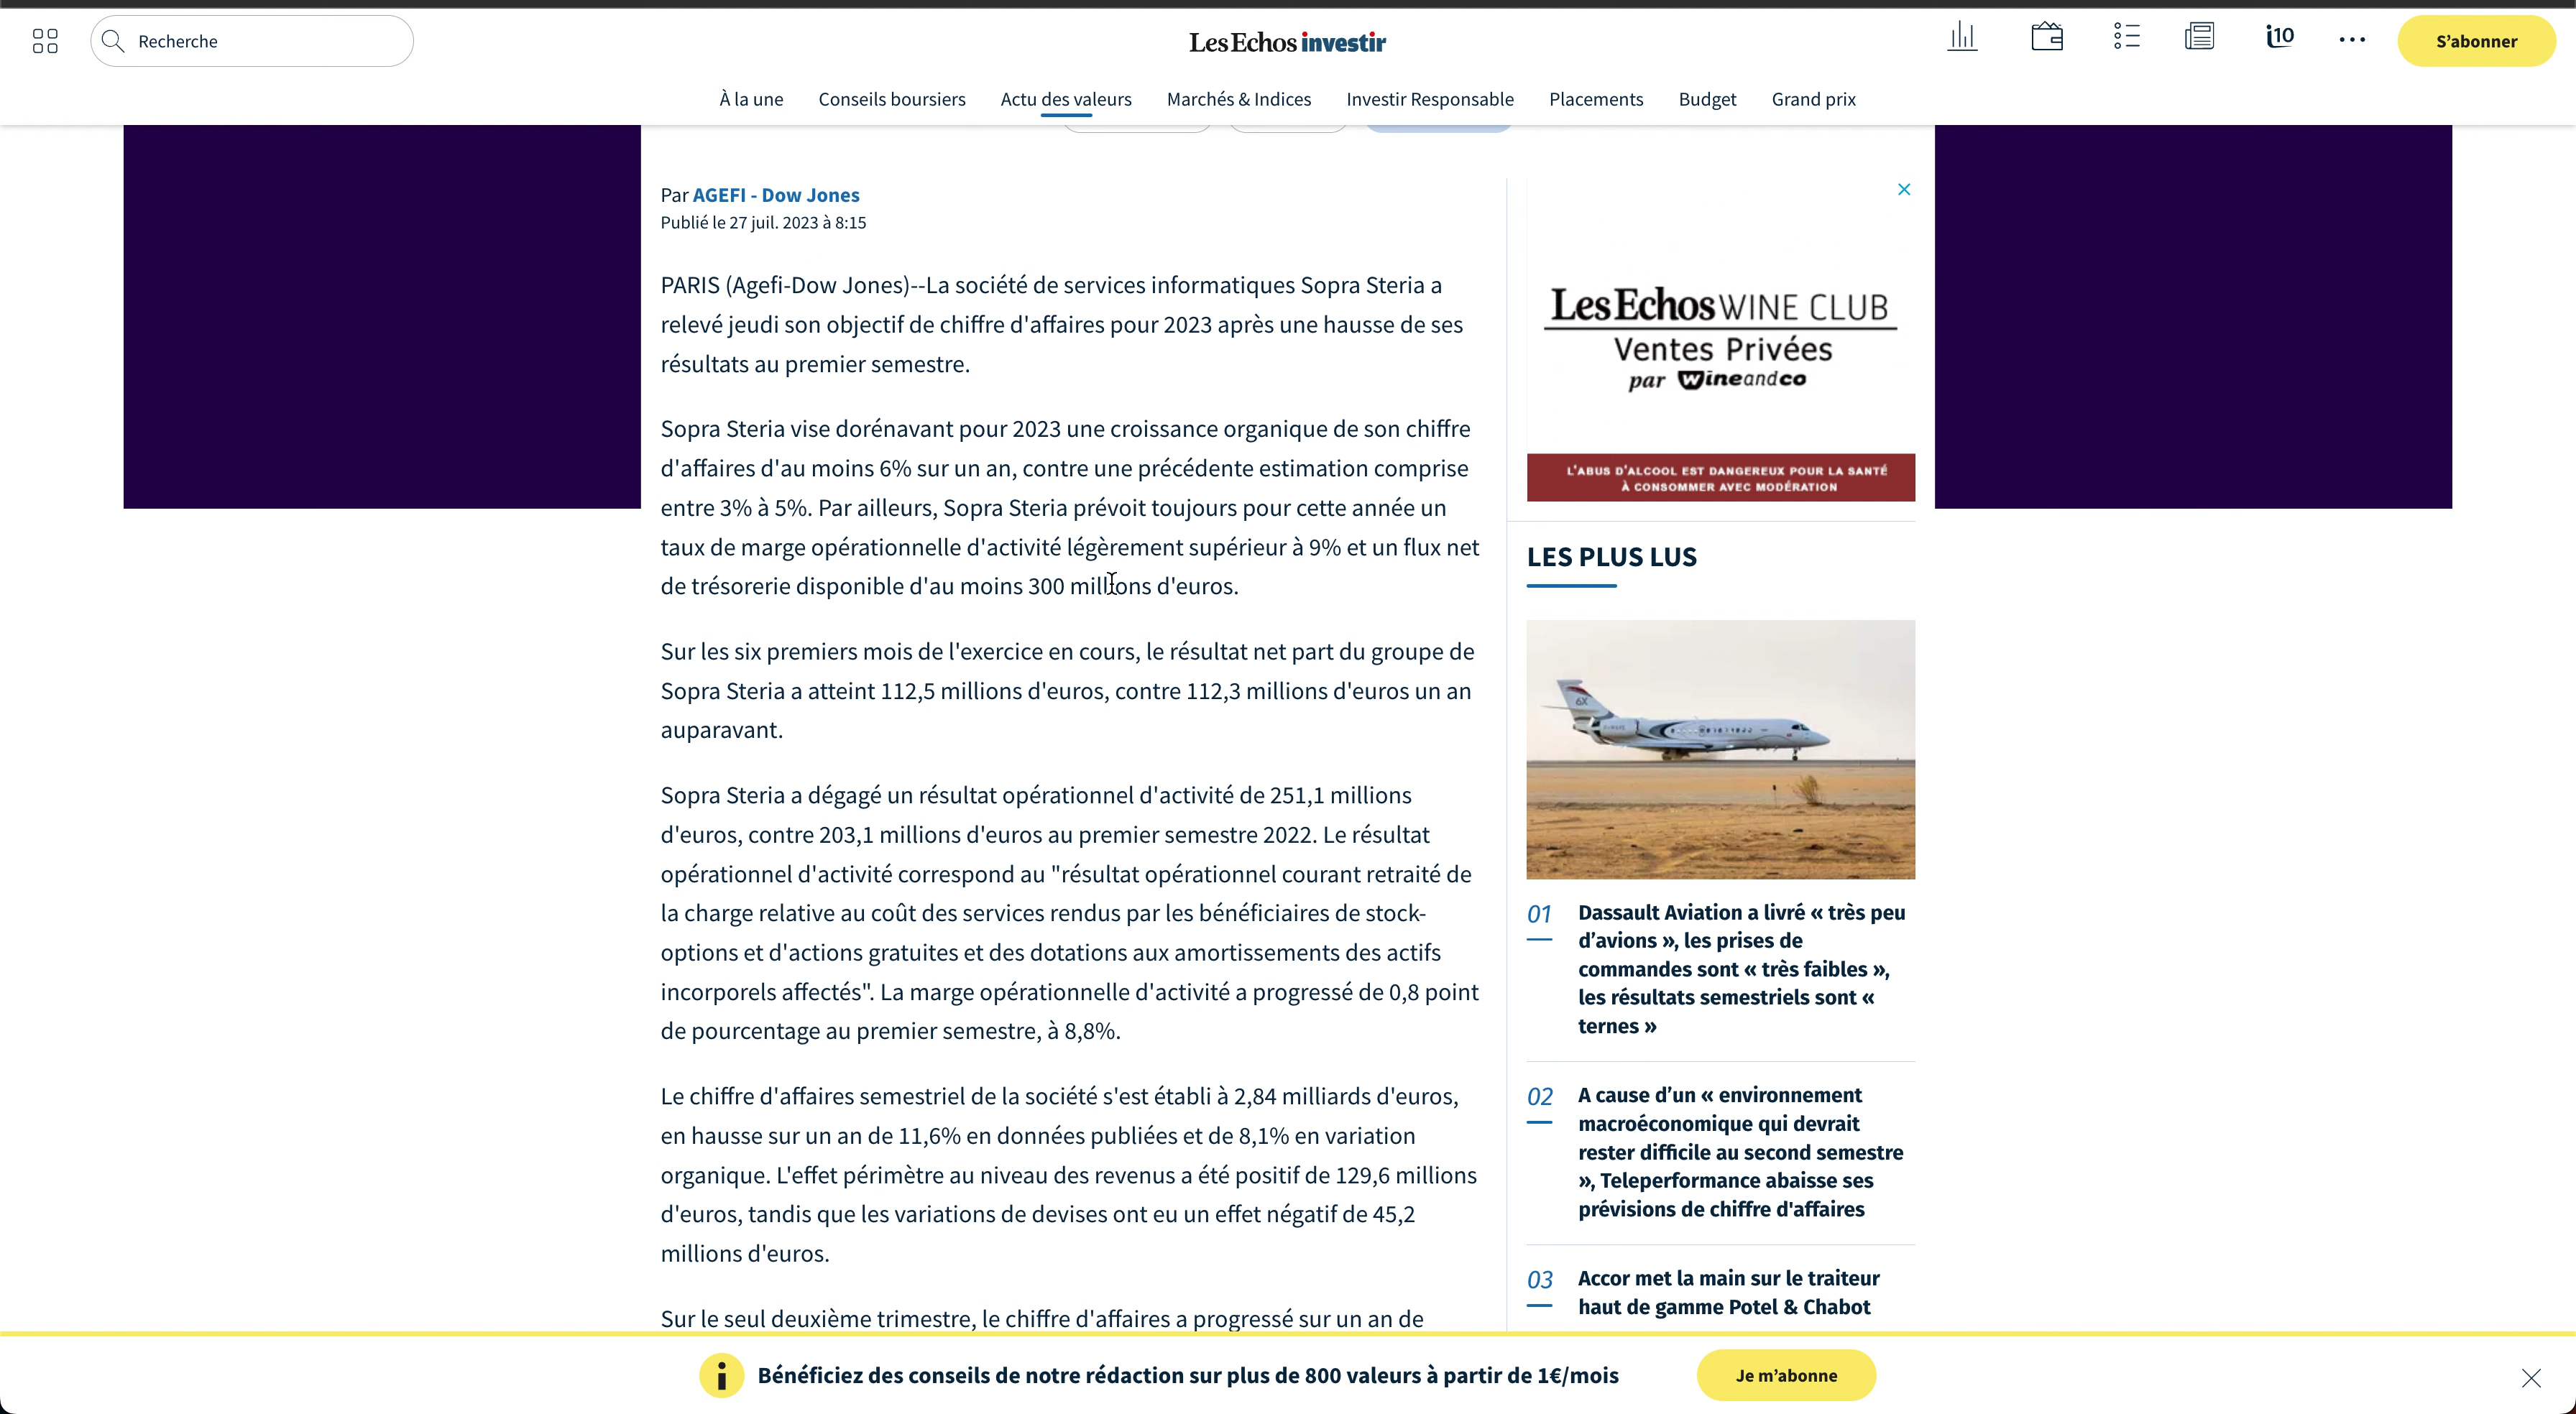 Recherche
Les Echos investir
i10
S'abonner
À la une
Conseils boursiers
Actu des valeurs
Marchés & Indices
Investir Responsable
Placements
Budget
Grand prix
Par AGEFI - Dow Jones
Publié le 27 juil. 2023 à 8:15
PARIS (Agefi-Dow Jones)--La société de services informatiques Sopra Steria a
relevé jeudi son objectif de chiffre d'affaires pour 2023 après une hausse de ses
résultats au premier semestre.
Sopra Steria vise dorénavant pour 2023 une croissance organique de son chiffre
d'affaires d'au moins 6% sur un an, contre une précédente estimation comprise
entre 3% à 5%. Par ailleurs, Sopra Steria prévoit toujours pour cette année un
taux de marge opérationnelle d'activité légèrement supérieur à 9% et un flux net
de trésorerie disponible d'au moins 300 millions d'euros.
Sur les six premiers mois de l'exercice en cours, le résultat net part du groupe de
Sopra Steria a atteint 112,5 millions d'euros, contre 112,3 millions d'euros un an
auparavant.
Sopra Steria a dégagé un résultat opérationnel d'activité de 251,1 millions
d'euros, contre 203,1 millions d'euros au premier semestre 2022. Le résultat
opérationnel d'activité correspond au "résultat opérationnel courant retraité de
la charge relative au coût des services rendus par les bénéficiaires de stock-
options et d'actions gratuites et des dotations aux amortissements des actifs
incorporels affectés". La marge opérationnelle d'activité a progressé de 0,8 point
de pourcentage au premier semestre, à 8,8%.
Le chiffre d'affaires semestriel de la société s'est établi à 2,84 milliards d'euros,
en hausse sur un an de 11,6% en données publiées et de 8,1% en variation
organique. L'effet périmètre au niveau des revenus a été positif de 129,6 millions
d'euros, tandis que les variations de devises ont eu un effet négatif de 45,2
millions d'euros.
Sur le seul deuxième trimestre, le chiffre d'affaires a progressé sur un an de
Les Echos WINE CLUB
Ventes Privées
par Wineandco
L'ABUS D'ALCOOL EST DANGEREUX POUR LA SANTÉ
À CONSOMMER AVEC MODÉRATION
LES PLUS LUS
6X
01
Dassault Aviation a livré « très peu
d'avions », les prises de
commandes sont « très faibles »,
les résultats semestriels sont «
ternes »
02
A cause d'un « environnement
macroéconomique qui devrait
rester difficile au second semestre
», Teleperformance abaisse ses
prévisions de chiffre d'affaires
03
Accor met la main sur le traiteur
haut de gamme Potel & Chabot
Bénéficiez des conseils de notre rédaction sur plus de 800 valeurs à partir de 1€/mois
Je m'abonne